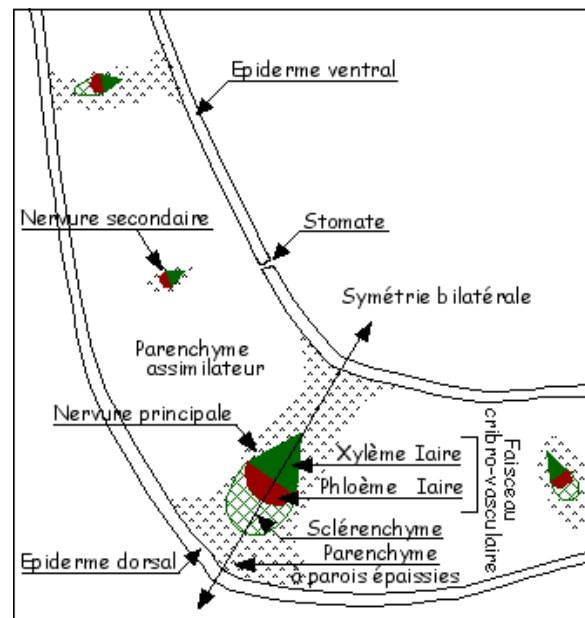 Epiderme ventral
Nervure secondaire
Stomate
Symétrie bilatérale
Parenchyme
assimilateur
Nervure principale
Xylème Iaire
Phloème Iaire
Faisceau
cribro-vasculaire
Sclérenchyme
Epiderme dorsal
Parenchyme
à parois épaissies